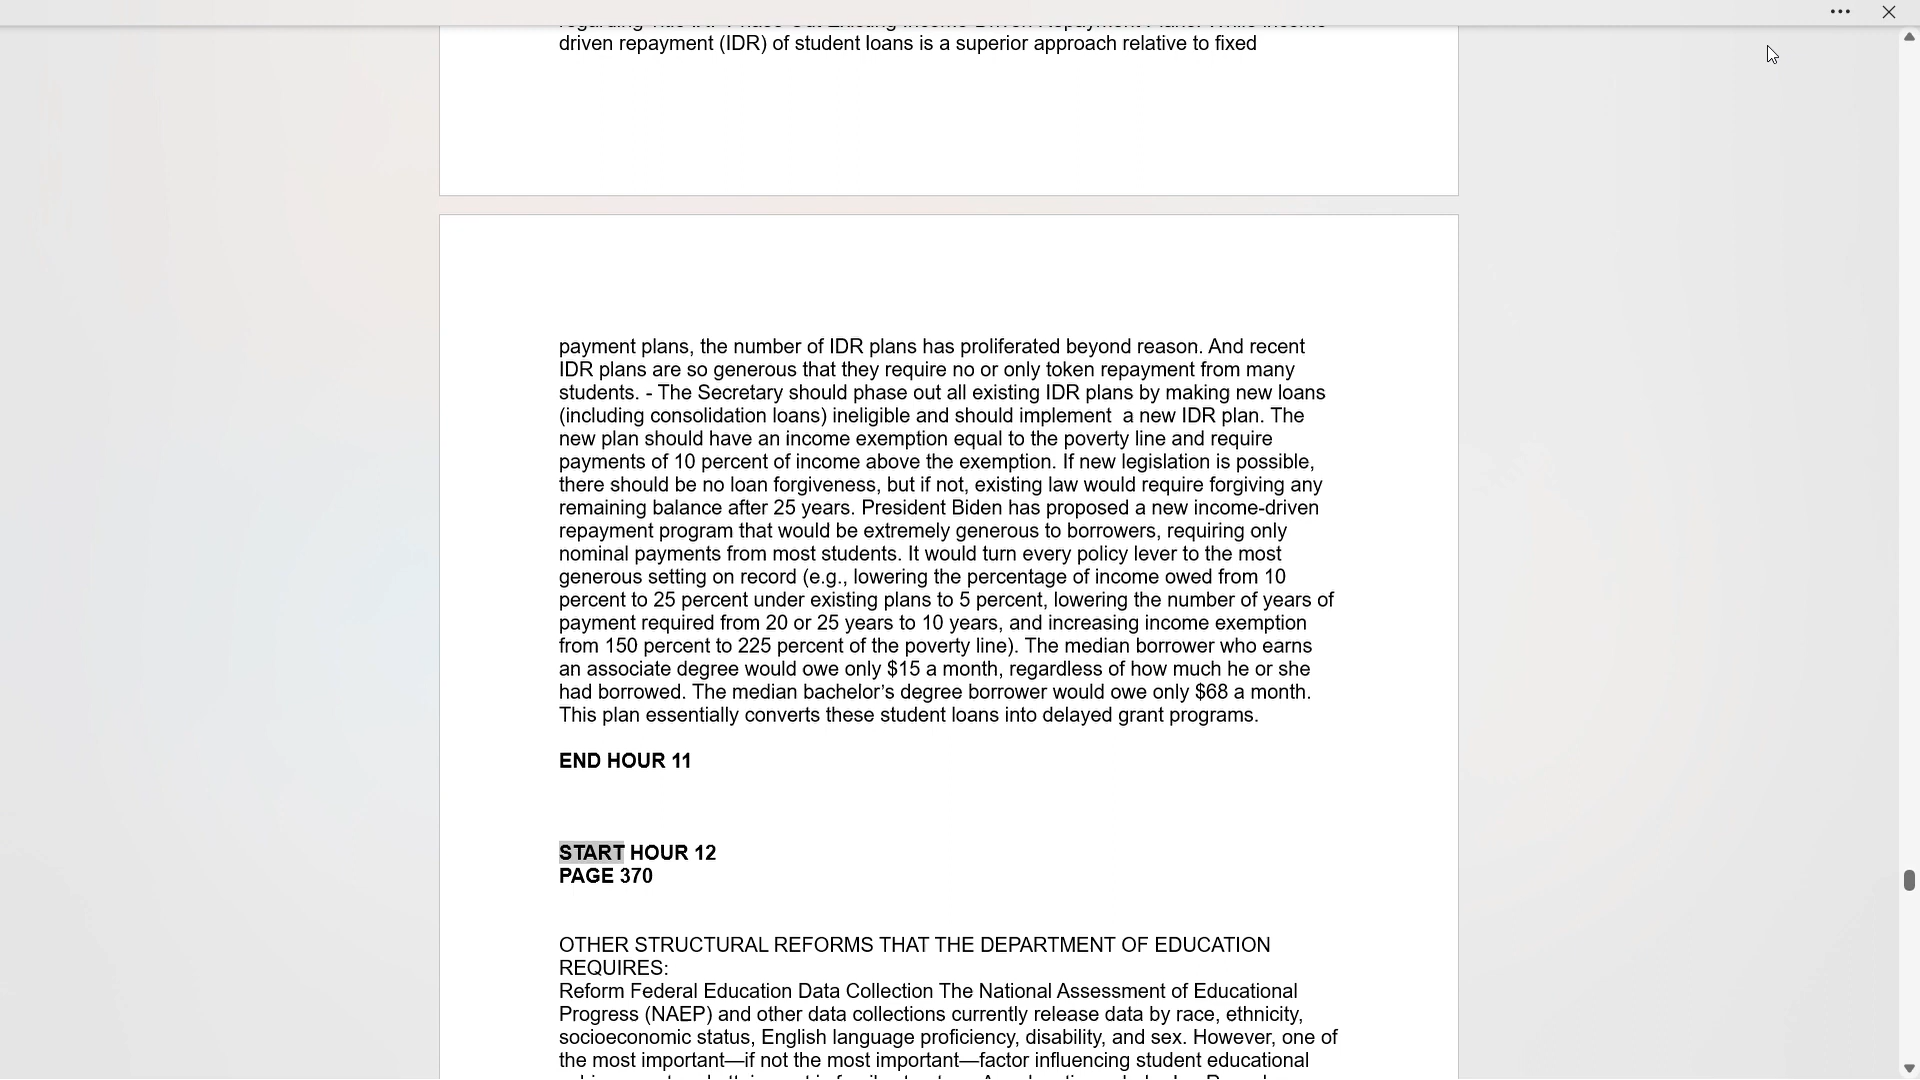 driven repayment (IDR) of student loans is a superior approach relative to fixed
payment plans, the number of IDR plans has proliferated beyond reason. And recent
IDR plans are so generous that they require no or only token repayment from many
students. - The Secretary should phase out all existing IDR plans by making new loans
(including consolidation loans) ineligible and should implement  a new IDR plan. The
new plan should have an income exemption equal to the poverty line and require
payments of 10 percent of income above the exemption. If new legislation is possible,
there should be no loan forgiveness, but if not, existing law would require forgiving any
remaining balance after 25 years. President Biden has proposed a new income-driven
repayment program that would be extremely generous to borrowers, requiring only
nominal payments from most students. It would turn every policy lever to the most
generous setting on record (e.g., lowering the percentage of income owed from 10
percent to 25 percent under existing plans to 5 percent, lowering the number of years of
payment required from 20 or 25 years to 10 years, and increasing income exemption
from 150 percent to 225 percent of the poverty line). The median borrower who earns
an associate degree would owe only $15 a month, regardless of how much he or she
had borrowed. The median bachelor’s degree borrower would owe only $68 a month.
This plan essentially converts these student loans into delayed grant programs.
END HOUR 11
START HOUR 12
PAGE 370
OTHER STRUCTURAL REFORMS THAT THE DEPARTMENT OF EDUCATION
REQUIRES:
Reform Federal Education Data Collection The National Assessment of Educational
Progress (NAEP) and other data collections currently release data by race, ethnicity,
socioeconomic status, English language proficiency, disability, and sex. However, one of
the most important—if not the most important—factor influencing student educational